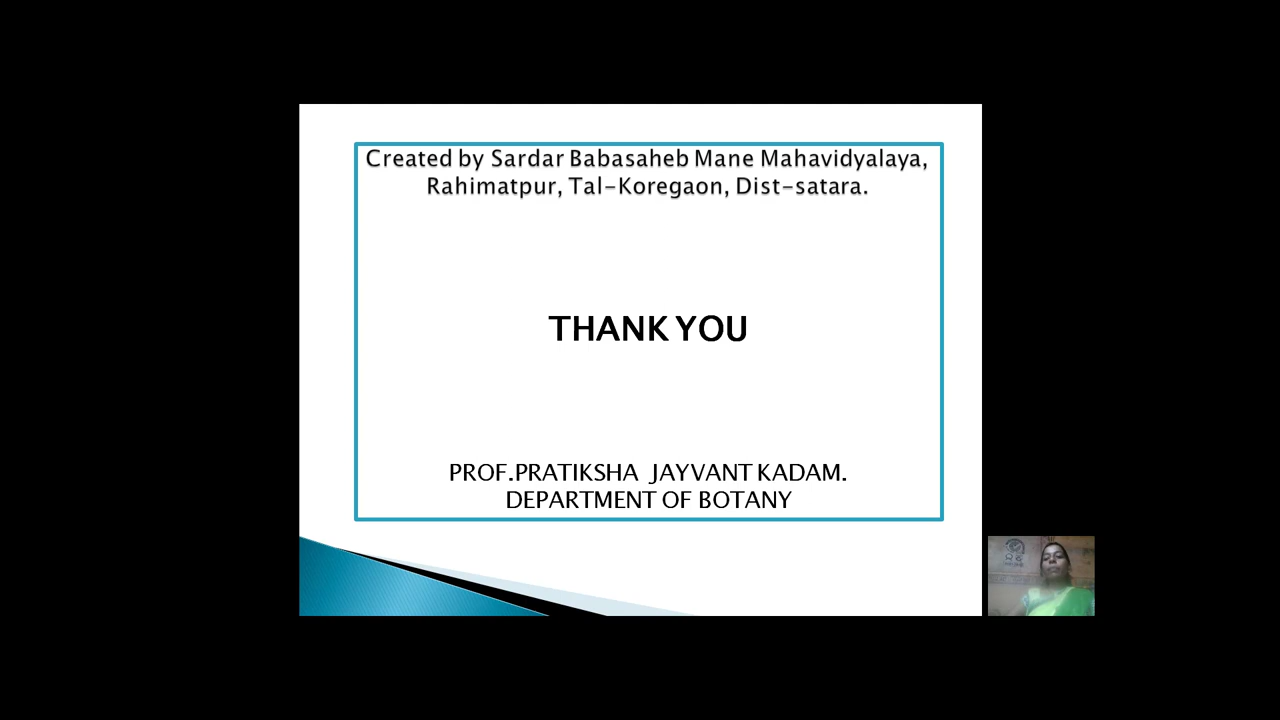 Created by Sardar Babasaheb Mane Mahavidyalaya,
Rahimatpur, Tal-Koregaon, Dist-satara.
THANK YOU
PROF.PRATIKSHA JAYVANT KADAM.
DEPARTMENT OF BOTANY